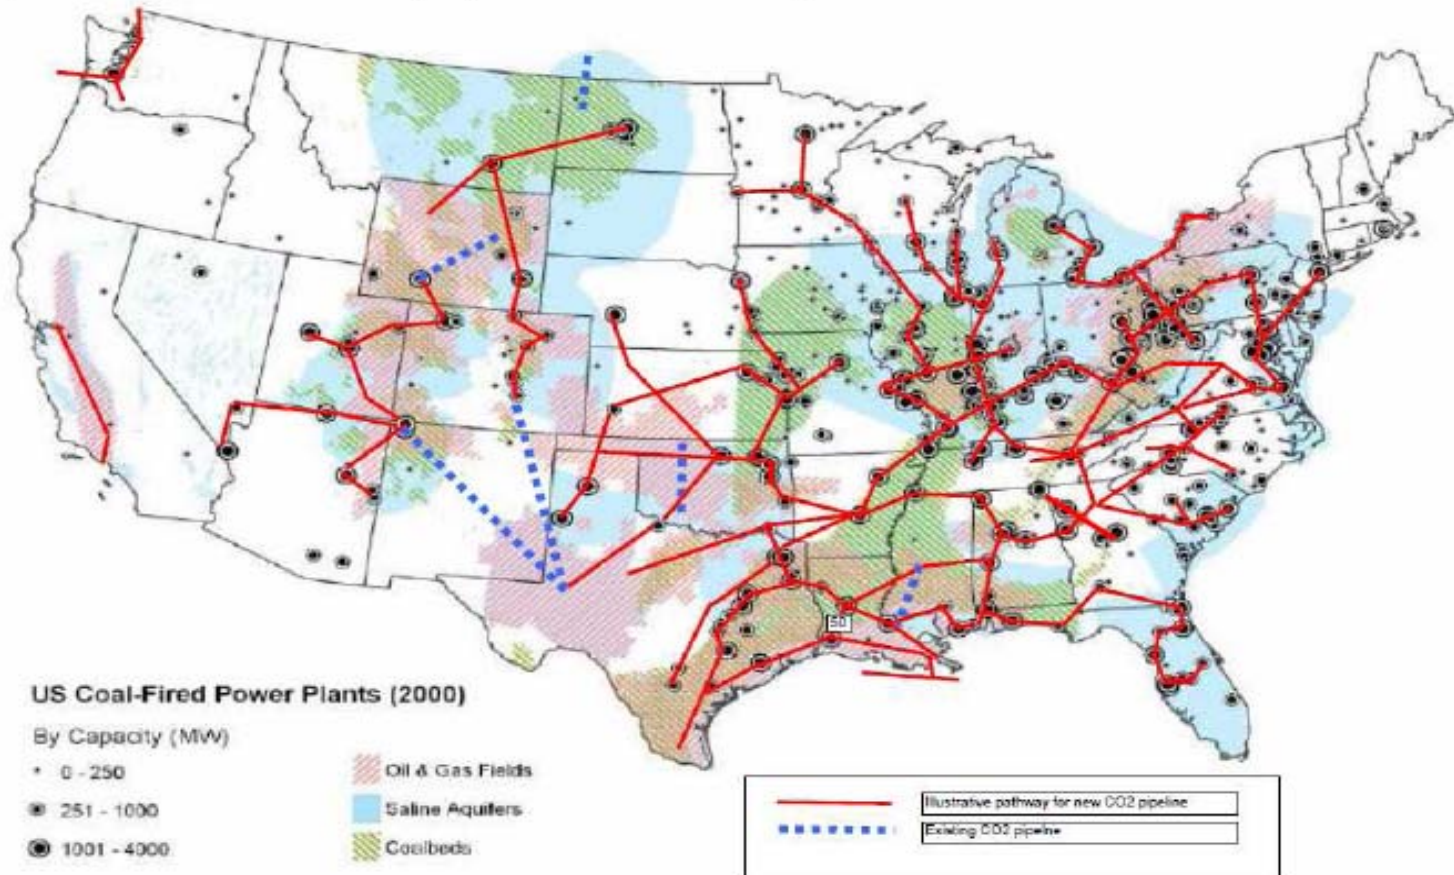 50
US Coal-Fired Power Plants (2000)
By Capacity (MW)
0 - 250
251 - 1000
1001 - 4000
Oil & Gas Fields
Saline Aquifers
Coalbeds
Illustrative pathway for new CO2 pipeline
Existing CO2 pipeline